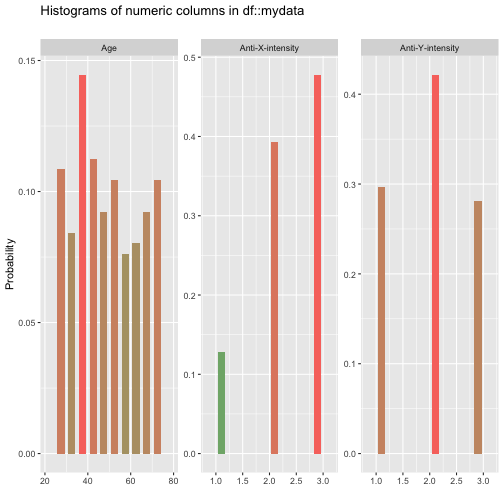 Histograms of numeric columns in df::mydata
Age
Anti-X-intensity
Anti-Y-intensity
Probability
0.15
0.10
0.05
0.00
20 40 60 80
0.5
0.4
0.3
0.2
0.1
0.0
1.0 1.5 2.0 2.5 3.0
0.4
0.3
0.2
0.1
0.0
1.0 1.5 2.0 2.5 3.0